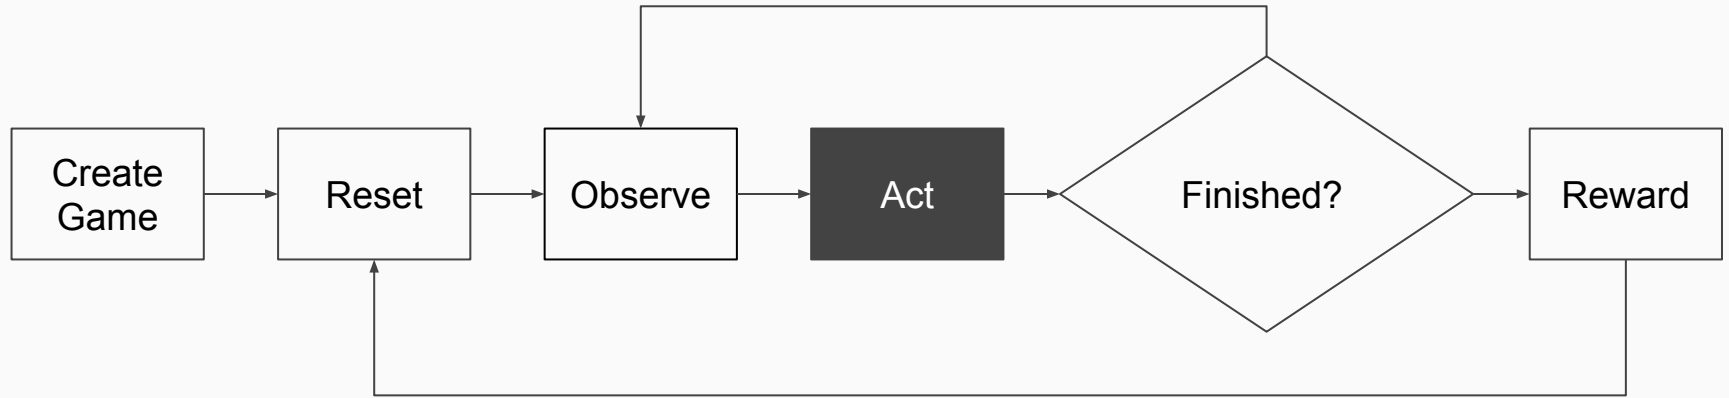 Create
Game
Reset
Observe
Act
Finished?
Reward